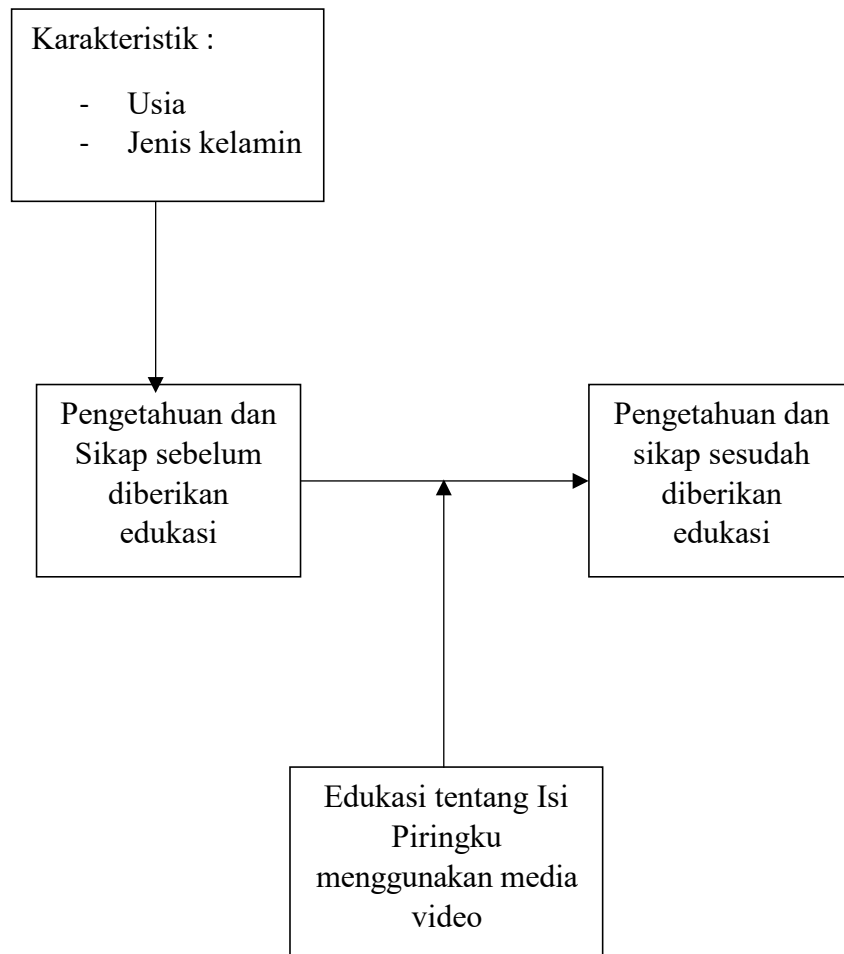 Karakteristik :
- Usia
- Jenis kelamin
Pengetahuan dan
Sikap sebelum
diberikan
edukasi
Pengetahuan dan
sikap sesudah
diberikan
edukasi
Edukasi tentang Isi
Piringku
menggunakan media
video